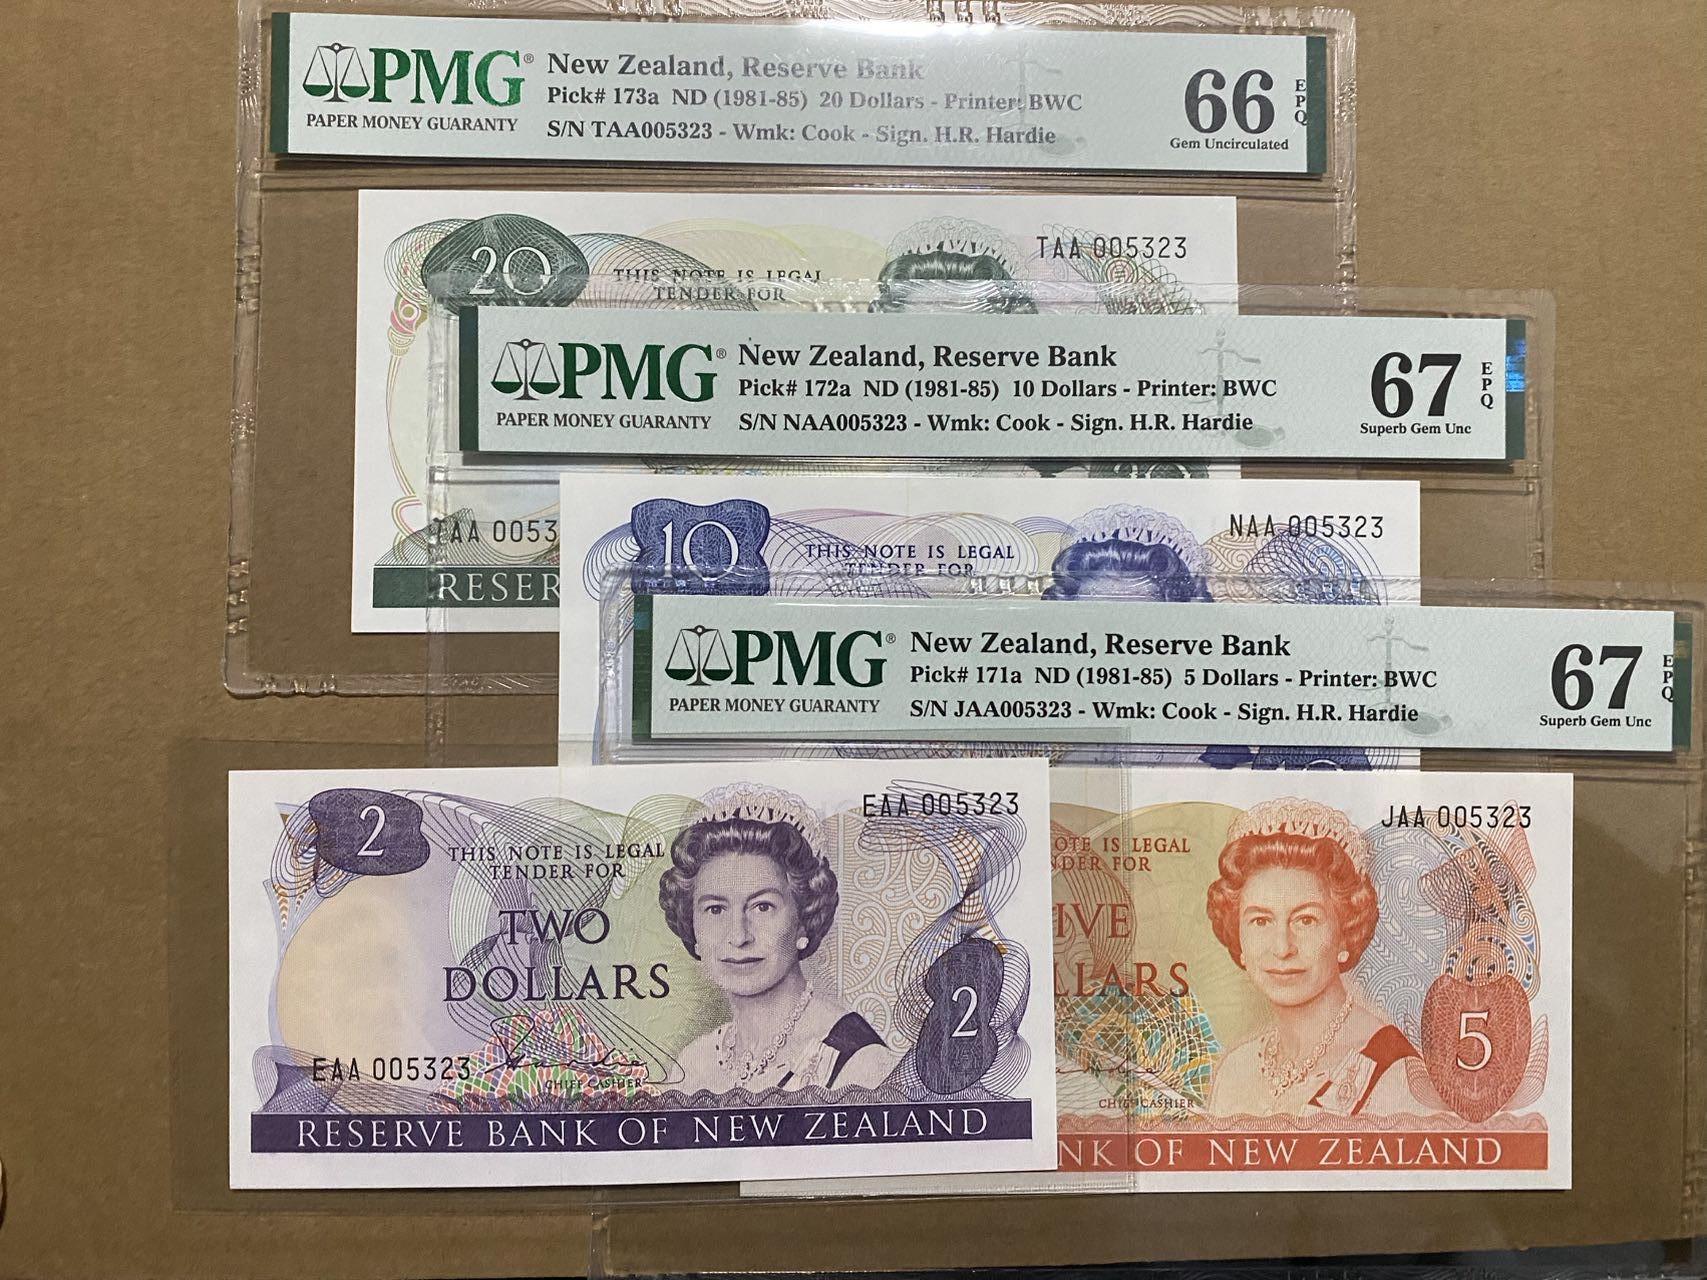 PMG®
PAPER MONEY GUARANTY
New Zealand, Reserve Bank
Pick# 173a ND (1981-85) 20 Dollars - Printer: BWC
S/N TAA005323 - Wmk: Cook - Sign. H.R. Hardie
66
EPQ
Gem Uncirculated
20
THIS NOTE IS LEGAL
TENDER FOR
TAA 005323
TAA 0053
RESER
PMG®
PAPER MONEY GUARANTY
New Zealand, Reserve Bank
Pick# 172a ND (1981-85) 10 Dollars - Printer: BWC
S/N NAA005323 - Wmk: Cook - Sign. H.R. Hardie
67
EPQ
Superb Gem Unc
10
THIS NOTE IS LEGAL
TENDER FOR
NAA 005323
PMG®
PAPER MONEY GUARANTY
New Zealand, Reserve Bank
Pick# 171a ND (1981-85) 5 Dollars - Printer: BWC
S/N JAA005323 - Wmk: Cook - Sign. H.R. Hardie
67
EPQ
Superb Gem Unc
2
THIS NOTE IS LEGAL
TENDER FOR
TWO
DOLLARS
EAA 005323
2
EAA 005323
CHIEF CASHIER
RESERVE BANK OF NEW ZEALAND
OTE IS LEGAL
NDER FOR
IVE
LLARS
JAA 005323
5
CHIEF CASHIER
NK OF NEW ZEALAND